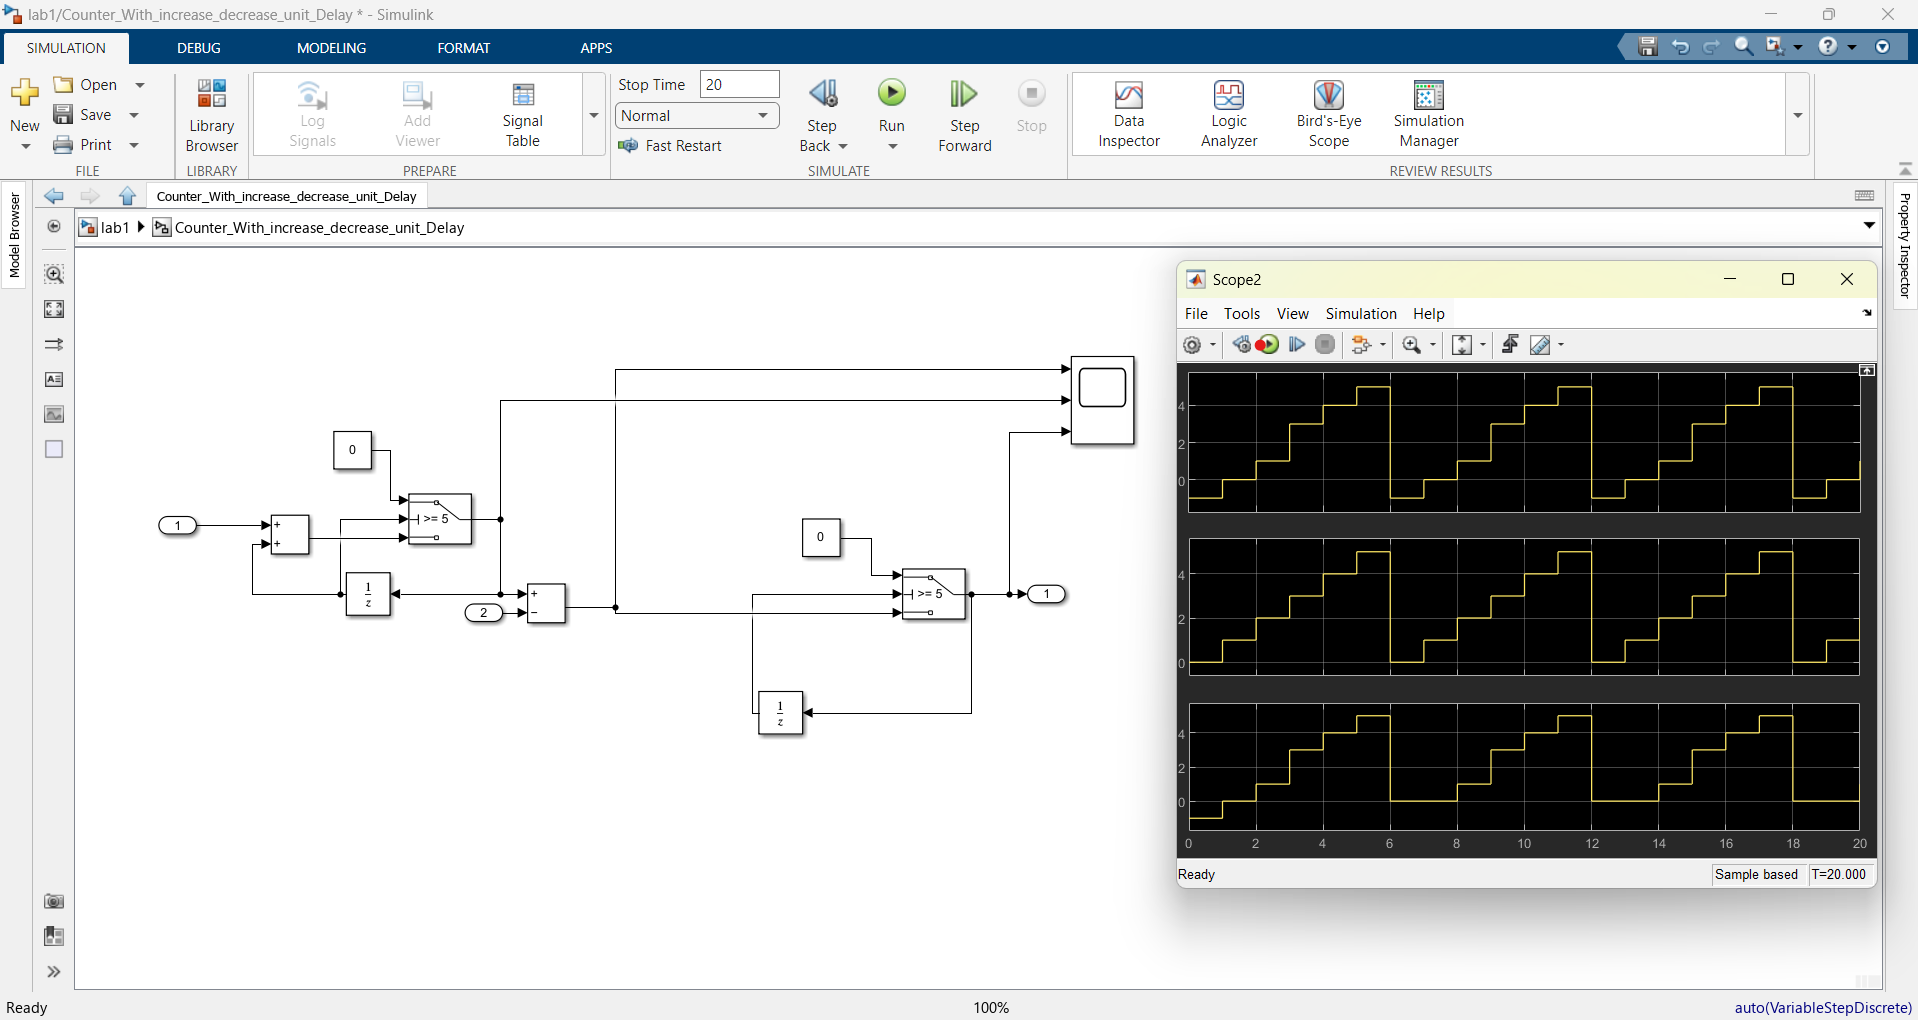 lab1/Counter_With_increase_decrease_unit_Delay * - Simulink
SIMULATION DEBUG MODELING FORMAT APPS
New
Open
Save
Print
FILE
Library
Browser
LIBRARY
Log
Signals
Add
Viewer
Signal
Table
PREPARE
Stop Time 20
Normal
Fast Restart
Step
Back
Run
Step
Forward
Stop
SIMULATE
Data
Inspector
Logic
Analyzer
Bird's-Eye
Scope
Simulation
Manager
REVIEW RESULTS
Model Browser
Property Inspector
Counter_With_increase_decrease_unit_Delay
lab1 Counter_With_increase_decrease_unit_Delay
0
1
+
+
>= 5
1
z
2
+
−
0
>= 5
1
1
z
Scope2
File Tools View Simulation Help
4
2
0
4
2
0
4
2
0
0 2 4 6 8 10 12 14 16 18 20
Ready Sample based T=20.000
Ready 100% auto(VariableStepDiscrete)